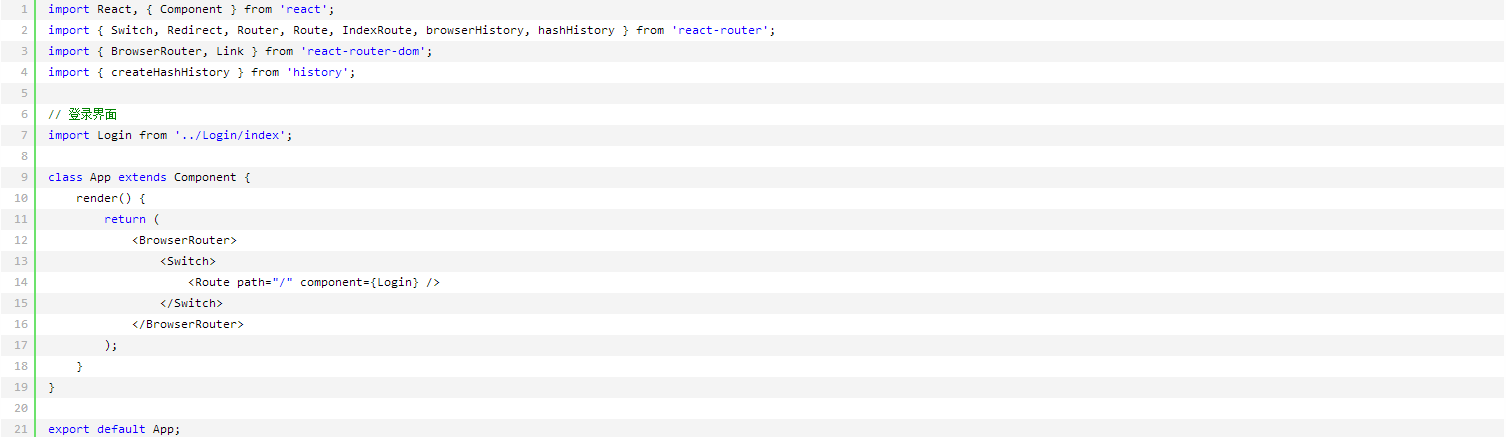 1 import React, { Component } from 'react';
2 import { Switch, Redirect, Router, Route, IndexRoute, browserHistory, hashHistory } from 'react-router';
3 import { BrowserRouter, Link } from 'react-router-dom';
4 import { createHashHistory } from 'history';
5
6 // 登录界面
7 import Login from '../Login/index';
8
9 class App extends Component {
10     render() {
11         return (
12             <BrowserRouter>
13                 <Switch>
14                     <Route path="/" component={Login} />
15                 </Switch>
16             </BrowserRouter>
17         );
18     }
19 }
20
21 export default App;